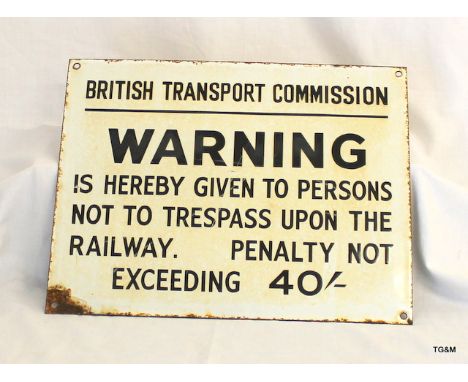 BRITISH TRANSPORT COMMISSION
WARNING
IS HEREBY GIVEN TO PERSONS
NOT TO TRESPASS UPON THE
RAILWAY. PENALTY NOT
EXCEEDING 40/-
TG&M